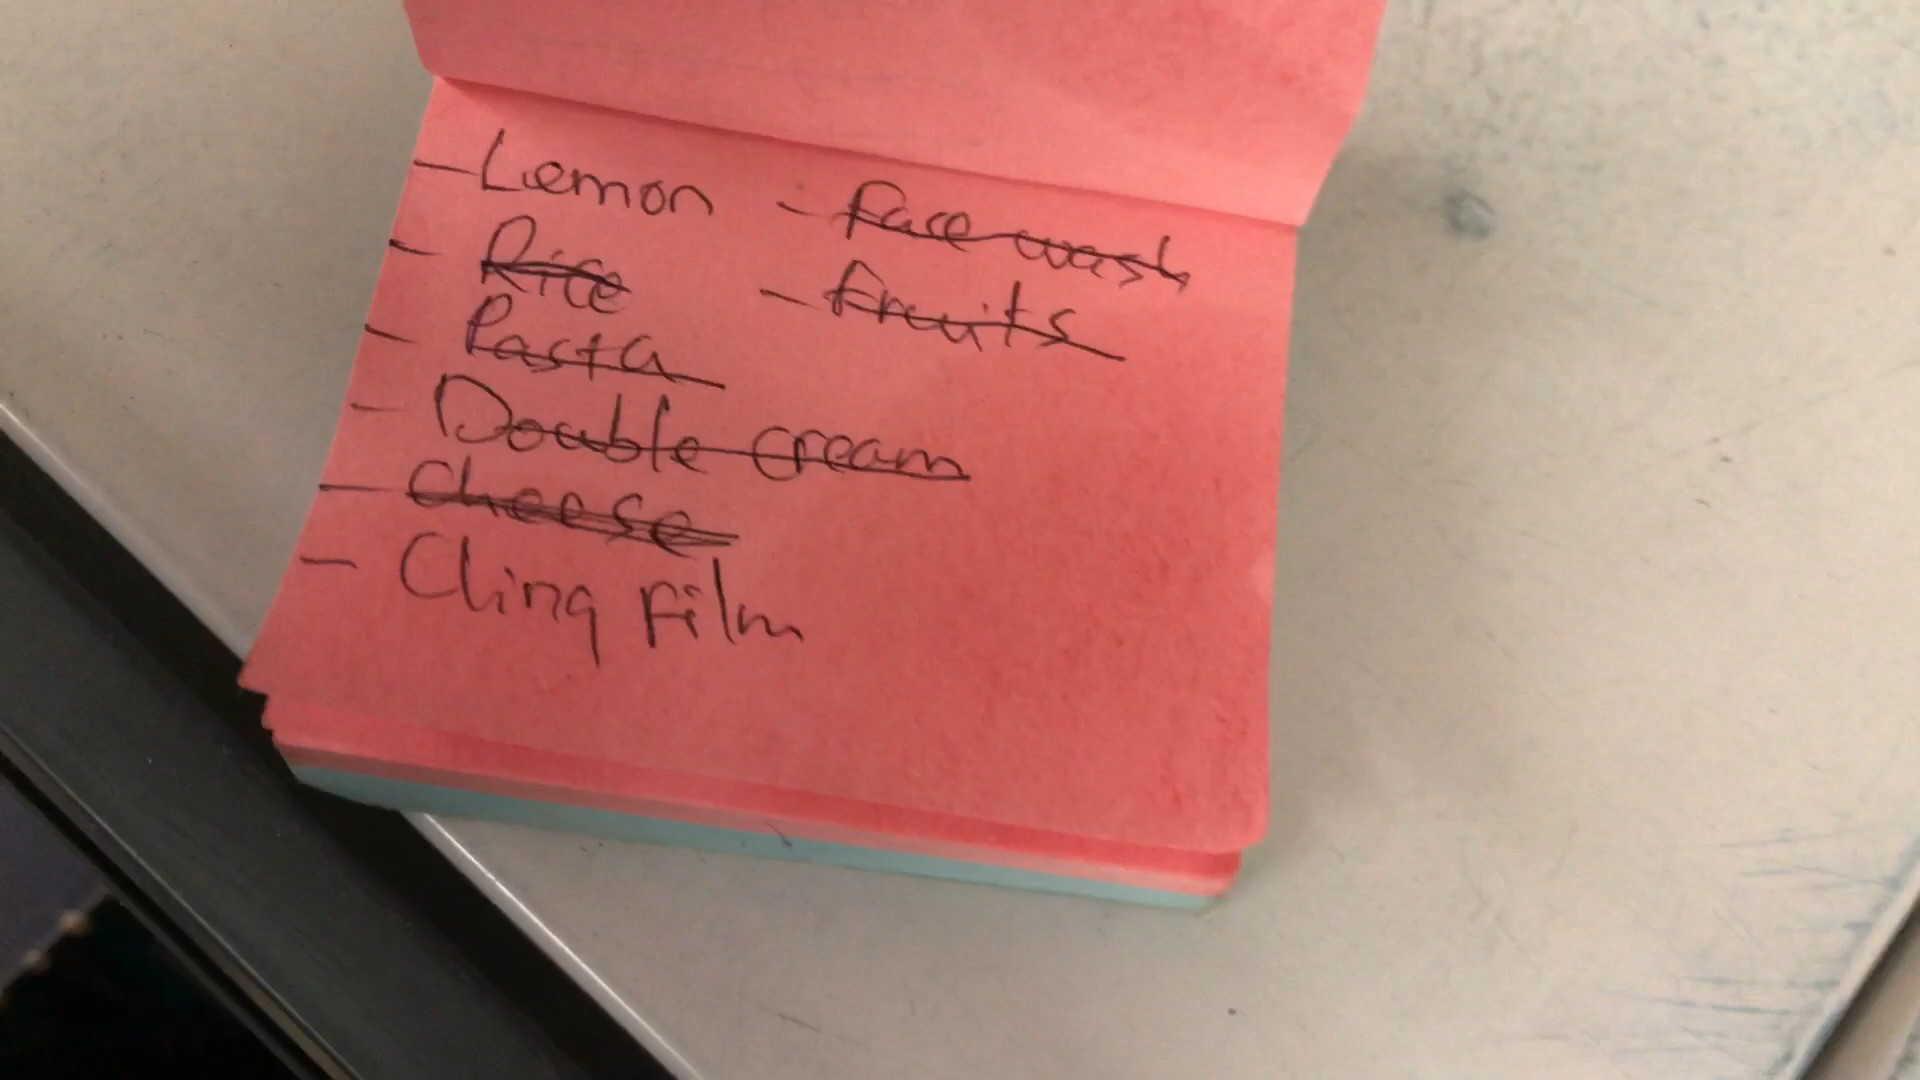 - Lemon
- Rice
- Pasta
- Double cream
- Cheese
- Cling Film
- face wash
- fruits